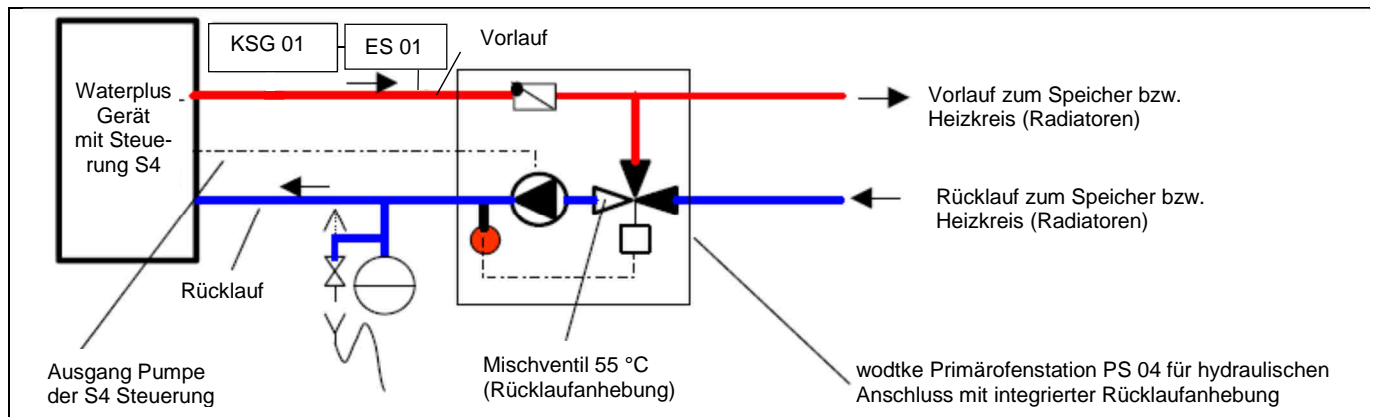 KSG 01
ES 01
Vorlauf
Waterplus
Gerät
mit Steue-
rung S4
Vorlauf zum Speicher bzw.
Heizkreis (Radiatoren)
Rücklauf zum Speicher bzw.
Heizkreis (Radiatoren)
Rücklauf
Ausgang Pumpe
der S4 Steuerung
Mischventil 55 °C
(Rücklaufanhebung)
wodtke Primärofenstation PS 04 für hydraulischen
Anschluss mit integrierter Rücklaufanhebung